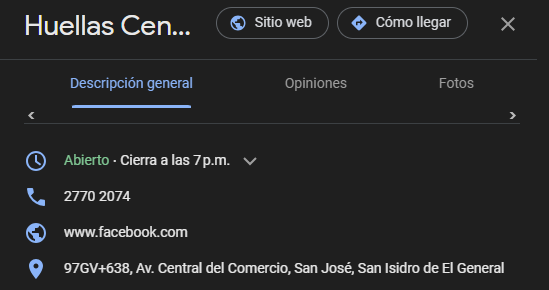 Huellas Cen...
Sitio web
Cómo llegar
Descripción general
Opiniones
Fotos
Abierto · Cierra a las 7 p.m.
2770 2074
www.facebook.com
97GV+638, Av. Central del Comercio, San José, San Isidro de El General